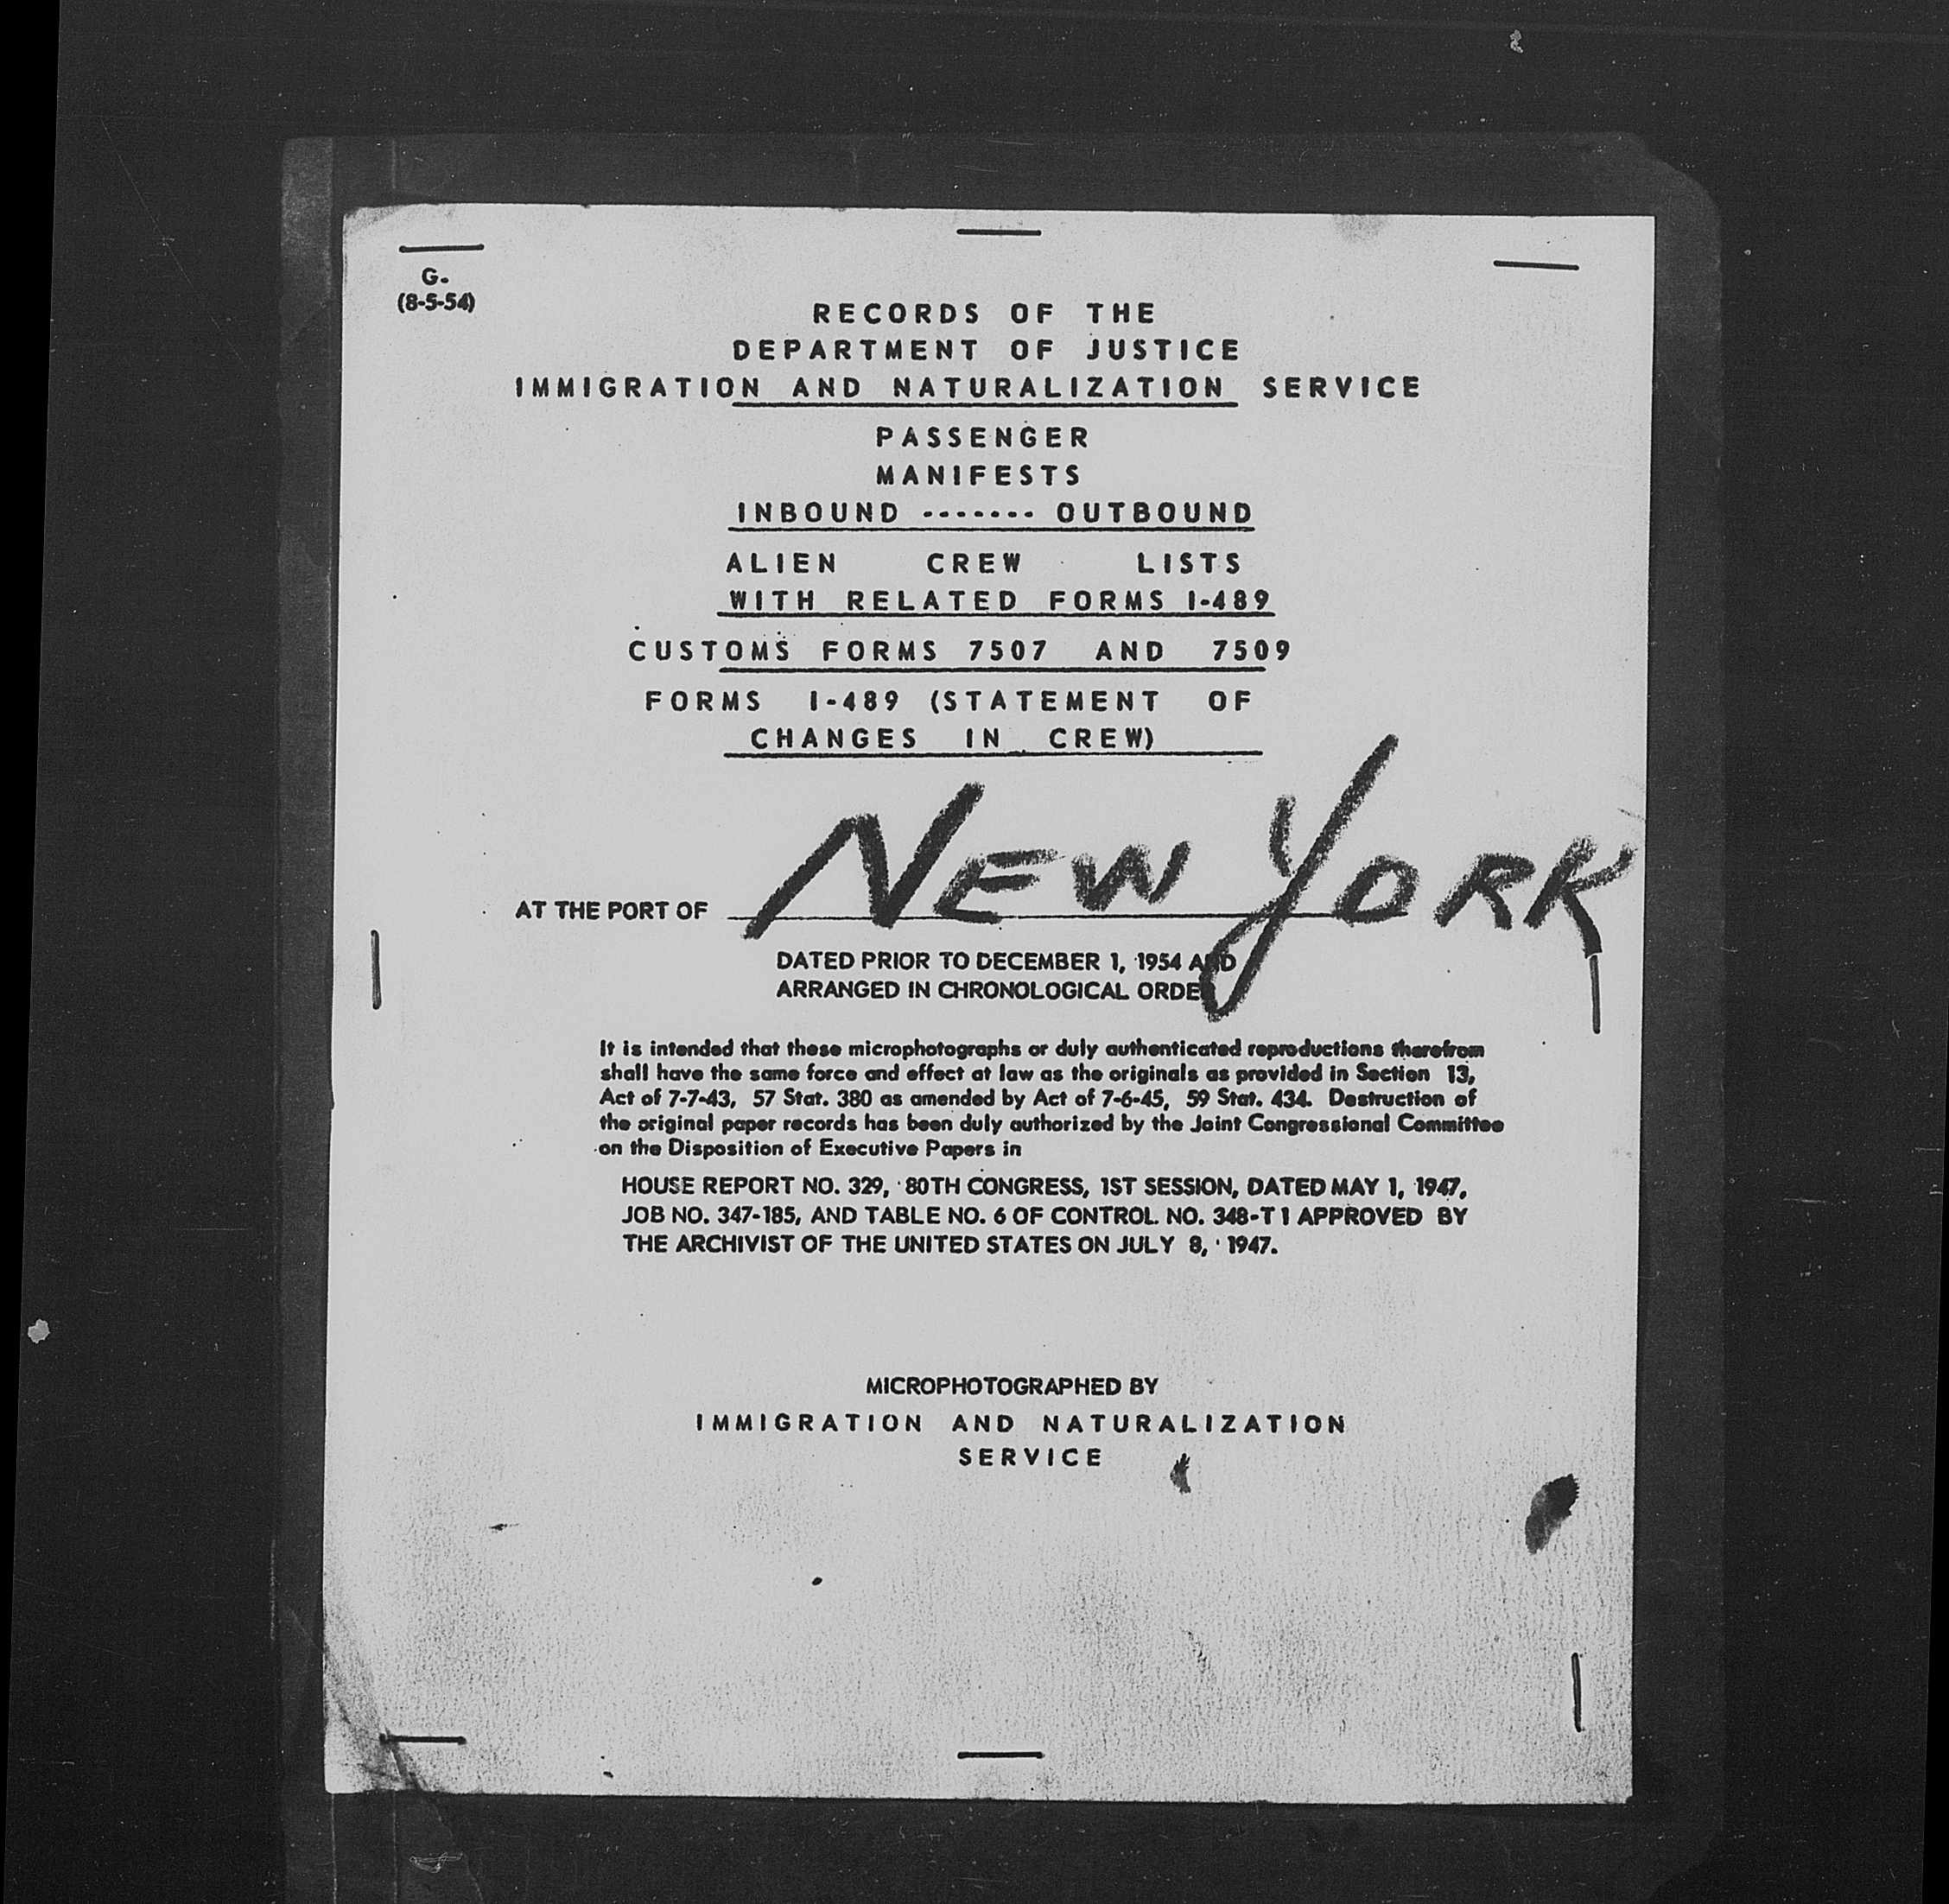 G-
(8-5-54)
RECORDS OF THE
DEPARTMENT OF JUSTICE
IMMIGRATION AND NATURALIZATION SERVICE
PASSENGER
MANIFESTS
INBOUND ------- OUTBOUND
ALIEN CREW LISTS
WITH RELATED FORMS I-489
CUSTOMS FORMS 7507 AND 7509
FORMS I-489 (STATEMENT OF
CHANGES IN CREW)
AT THE PORT OF NEW YORK
DATED PRIOR TO DECEMBER 1, 1954 AND
ARRANGED IN CHRONOLOGICAL ORDER
It is intended that these microphotographs or duly authenticated reproductions therefrom
shall have the same force and effect at law as the originals as provided in Section 13,
Act of 7-7-43, 57 Stat. 380 as amended by Act of 7-6-45, 59 Stat. 434. Destruction of
the original paper records has been duly authorized by the Joint Congressional Committee
on the Disposition of Executive Papers in
HOUSE REPORT NO. 329, 80TH CONGRESS, 1ST SESSION, DATED MAY 1, 1947,
JOB NO. 347-185, AND TABLE NO. 6 OF CONTROL NO. 348-T1 APPROVED BY
THE ARCHIVIST OF THE UNITED STATES ON JULY 8, 1947.
MICROPHOTOGRAPHED BY
IMMIGRATION AND NATURALIZATION
SERVICE